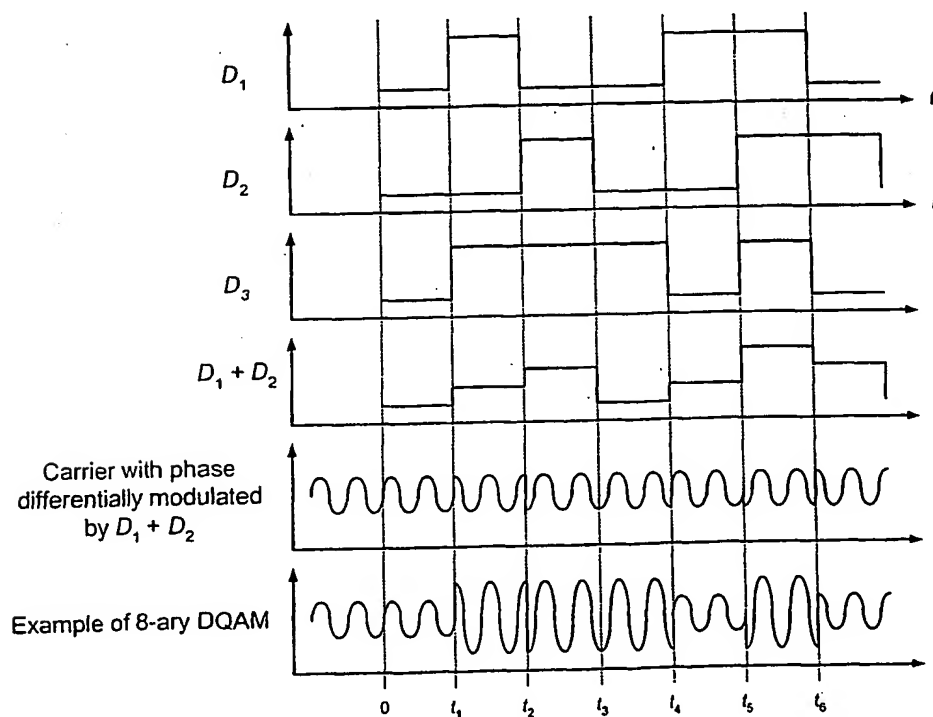 D₁
D₂
D₃
D₁ + D₂
Carrier with phase
differentially modulated
by D₁ + D₂
Example of 8-ary DQAM
0 t₁ t₂ t₃ t₄ t₅ t₆